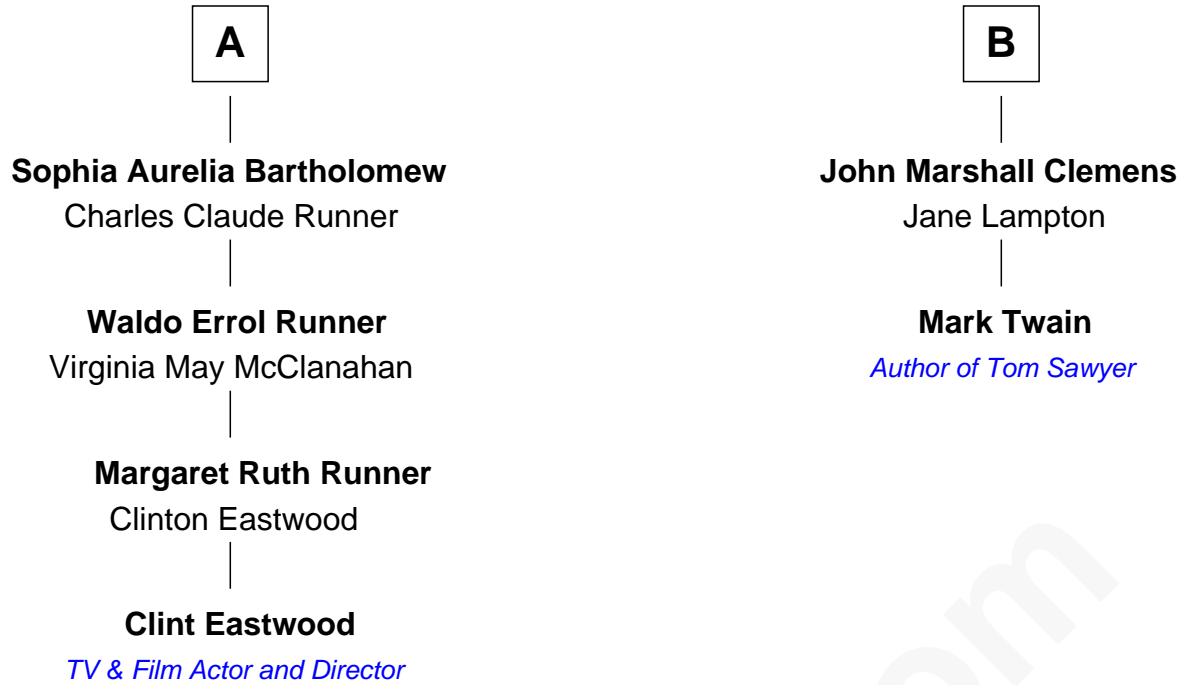 A
Sophia Aurelia Bartholomew
Charles Claude Runner
Waldo Errol Runner
Virginia May McClanahan
Margaret Ruth Runner
Clinton Eastwood
Clint Eastwood
TV & Film Actor and Director
B
John Marshall Clemens
Jane Lampton
Mark Twain
Author of Tom Sawyer
om